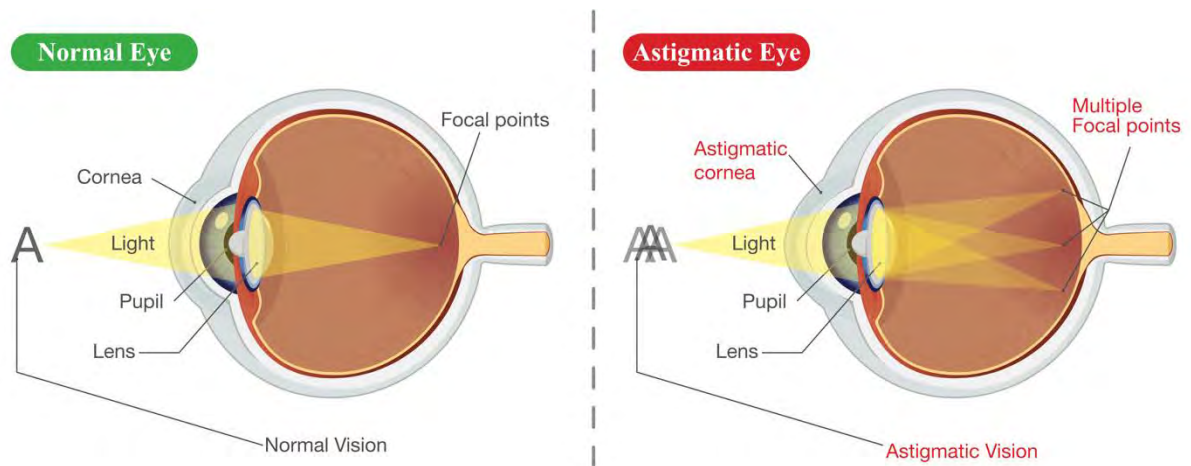 Normal Eye
Focal points
Cornea
A
Light
Pupil
Lens
Normal Vision
Astigmatic Eye
Multiple
Focal points
Astigmatic
cornea
AAA
Light
Pupil
Lens
Astigmatic Vision